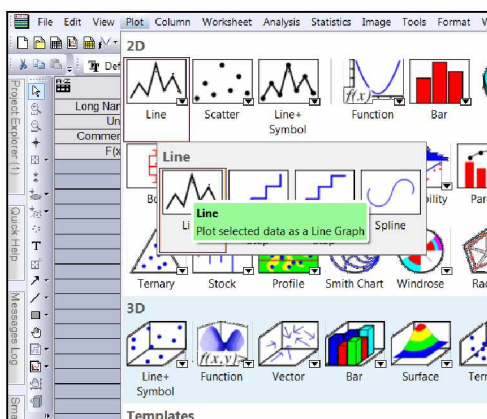 File Edit View Plot Column Worksheet Analysis Statistics Image Tools Format
2D
Line Scatter Line+ Symbol Function Bar
f(x)
Long Nar
Un
Commer
F(x
Line
Spline
Line
Plot selected data as a Line Graph
Ternary Stock Profile Smith Chart Windrose
3D
f(x,y)
Line+ Symbol Function Vector Bar Surface
Templates
Project Explorer (1)
Quick Help
Messages Log